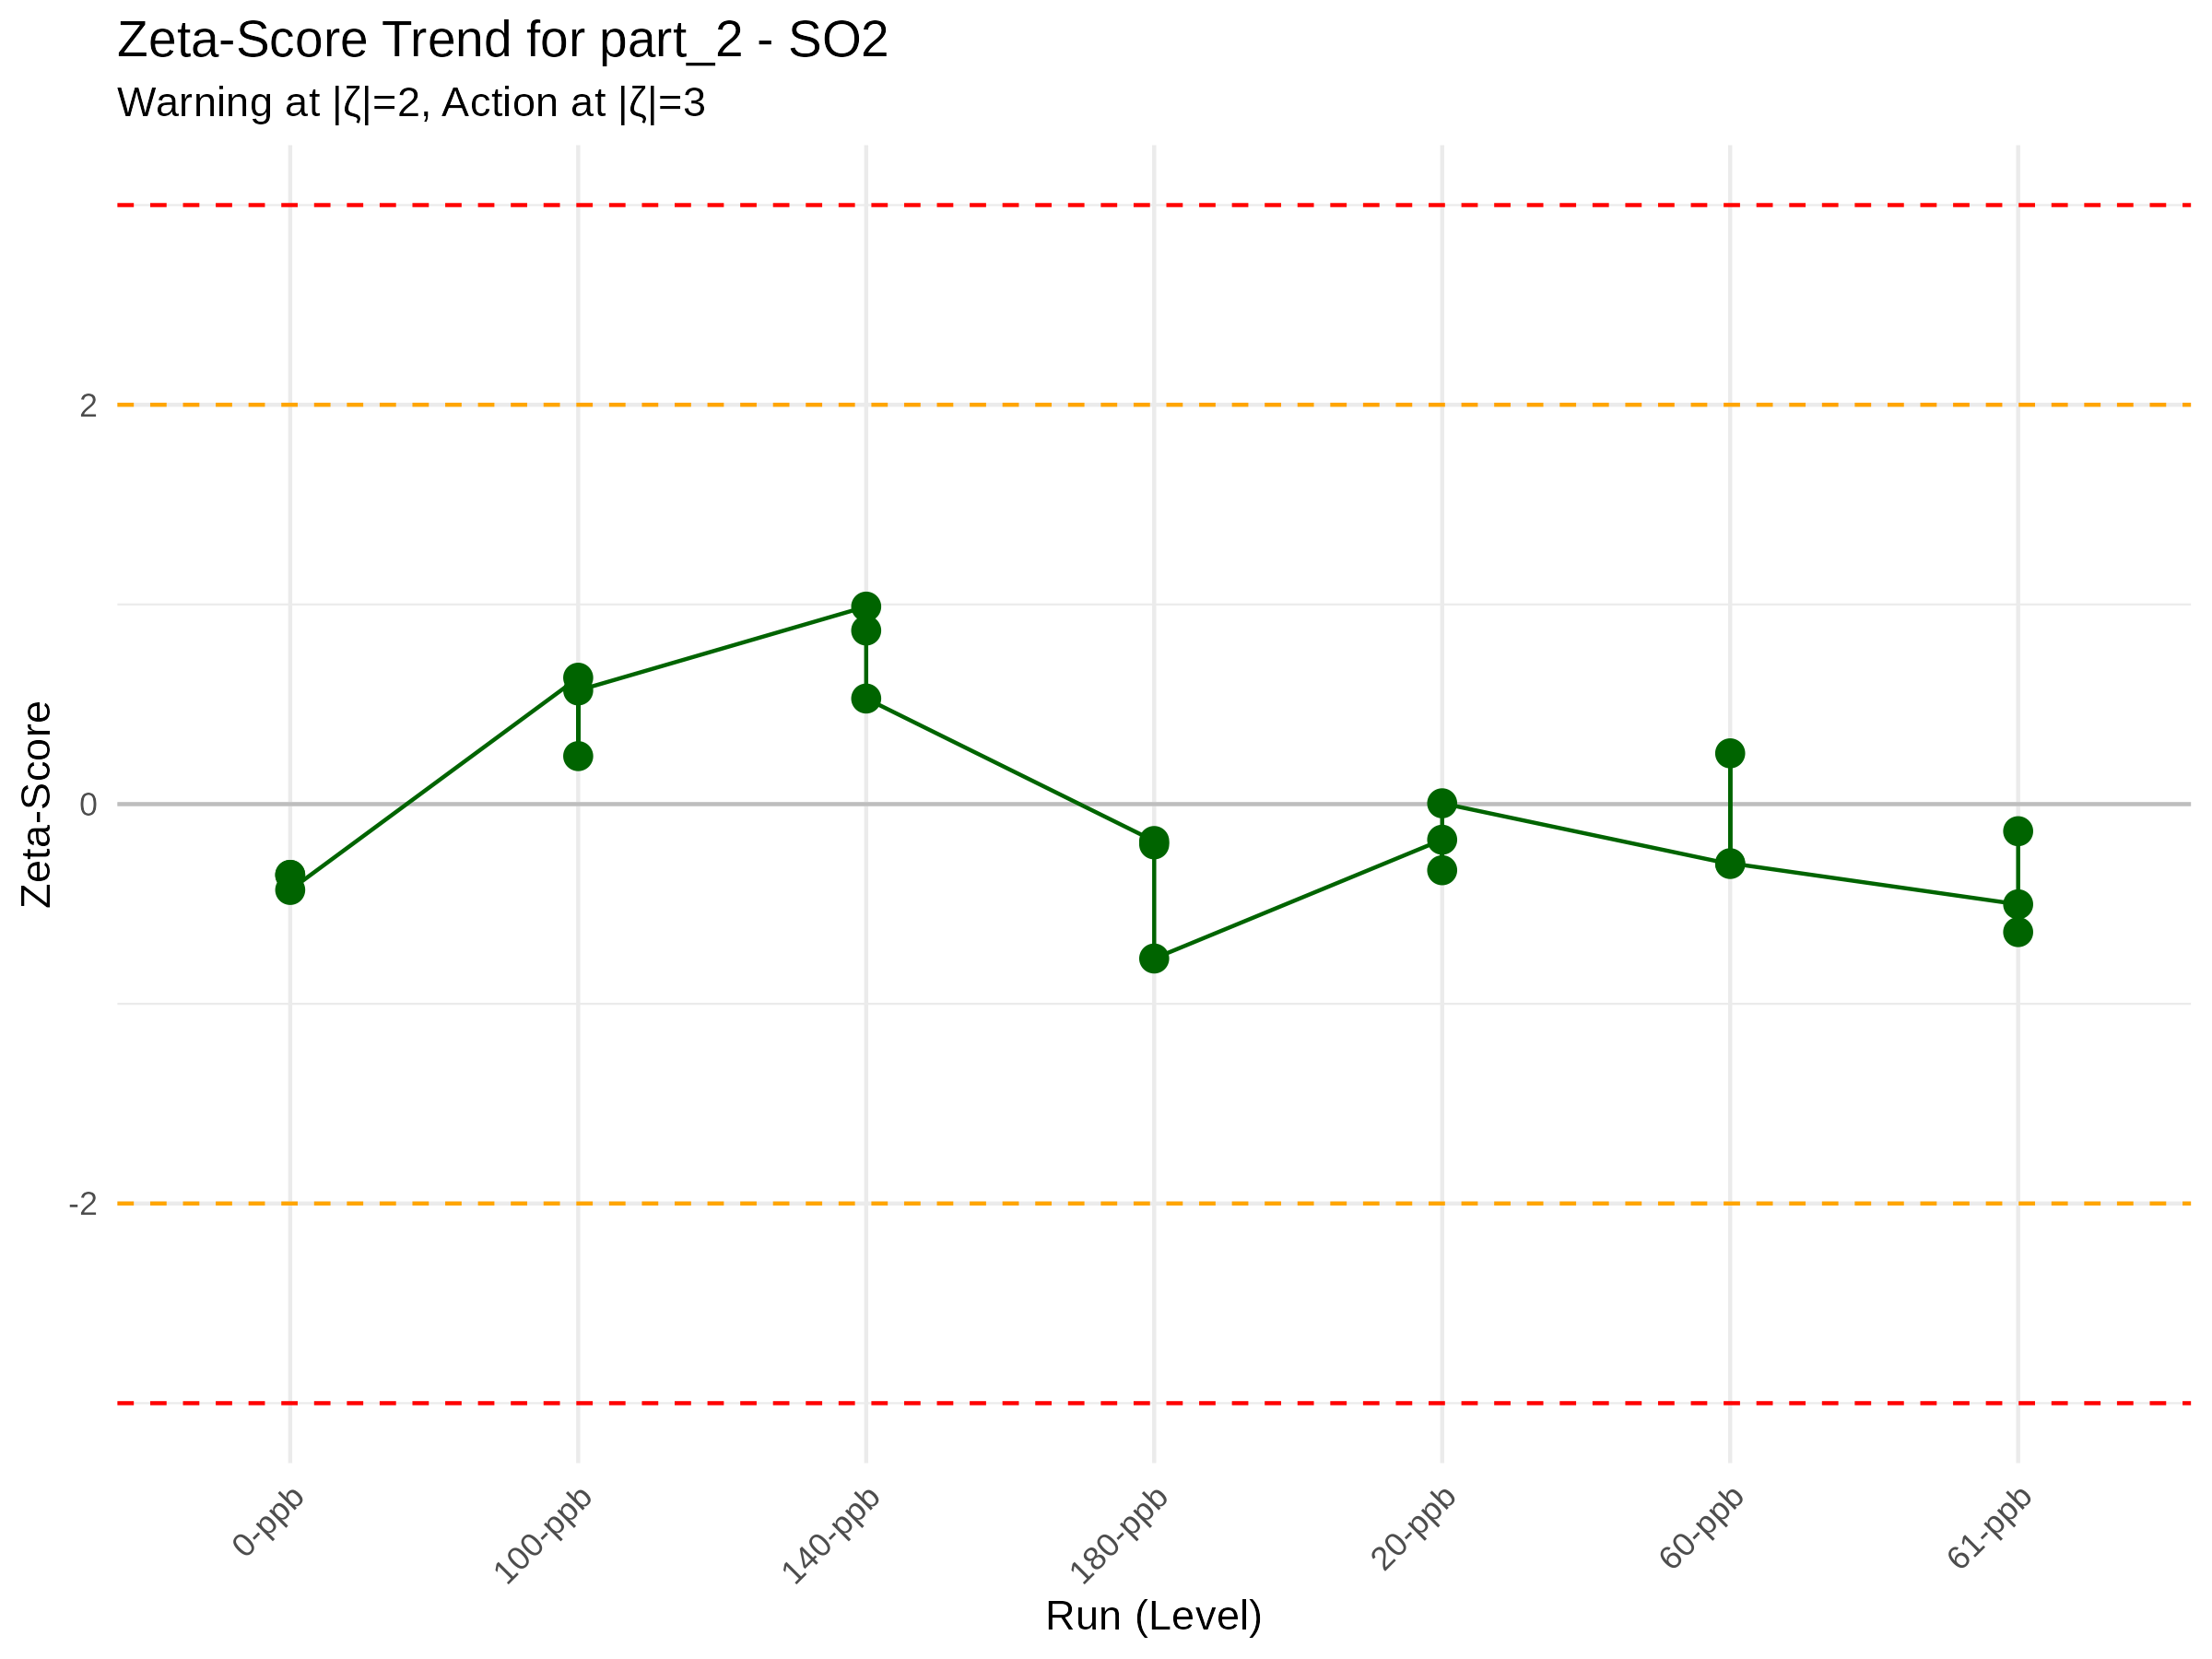 Zeta-Score Trend for part_2 - SO2
Warning at |ζ|=2, Action at |ζ|=3
Zeta-Score
2
0
-2
0-ppb
100-ppb
140-ppb
180-ppb
20-ppb
60-ppb
61-ppb
Run (Level)